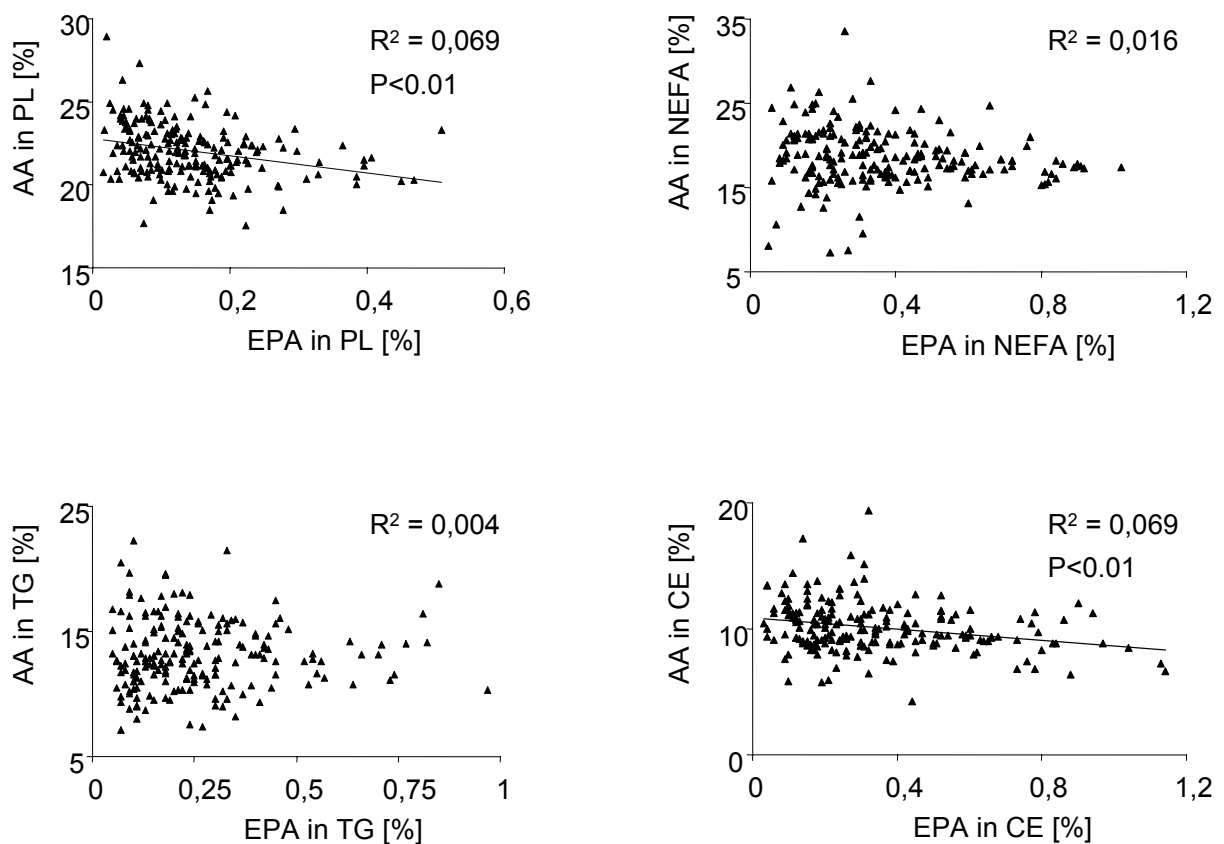 30
25
20
15
AA in PL [%]
R² = 0,069
P<0.01
0 0,2 0,4 0,6
EPA in PL [%]
35
25
15
5
AA in NEFA [%]
R² = 0,016
0 0,4 0,8 1,2
EPA in NEFA [%]
25
15
5
AA in TG [%]
R² = 0,004
0 0,25 0,5 0,75 1
EPA in TG [%]
20
10
0
AA in CE [%]
R² = 0,069
P<0.01
0 0,4 0,8 1,2
EPA in CE [%]